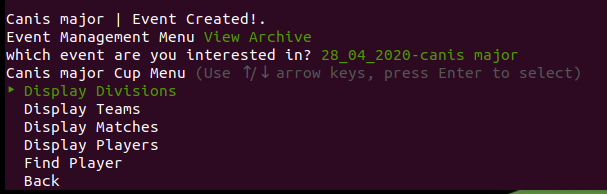 Canis major | Event Created!.
Event Management Menu View Archive
which event are you interested in? 28_04_2020-canis major
Canis major Cup Menu (Use ↑/↓ arrow keys, press Enter to select)
‣ Display Divisions
Display Teams
Display Matches
Display Players
Find Player
Back